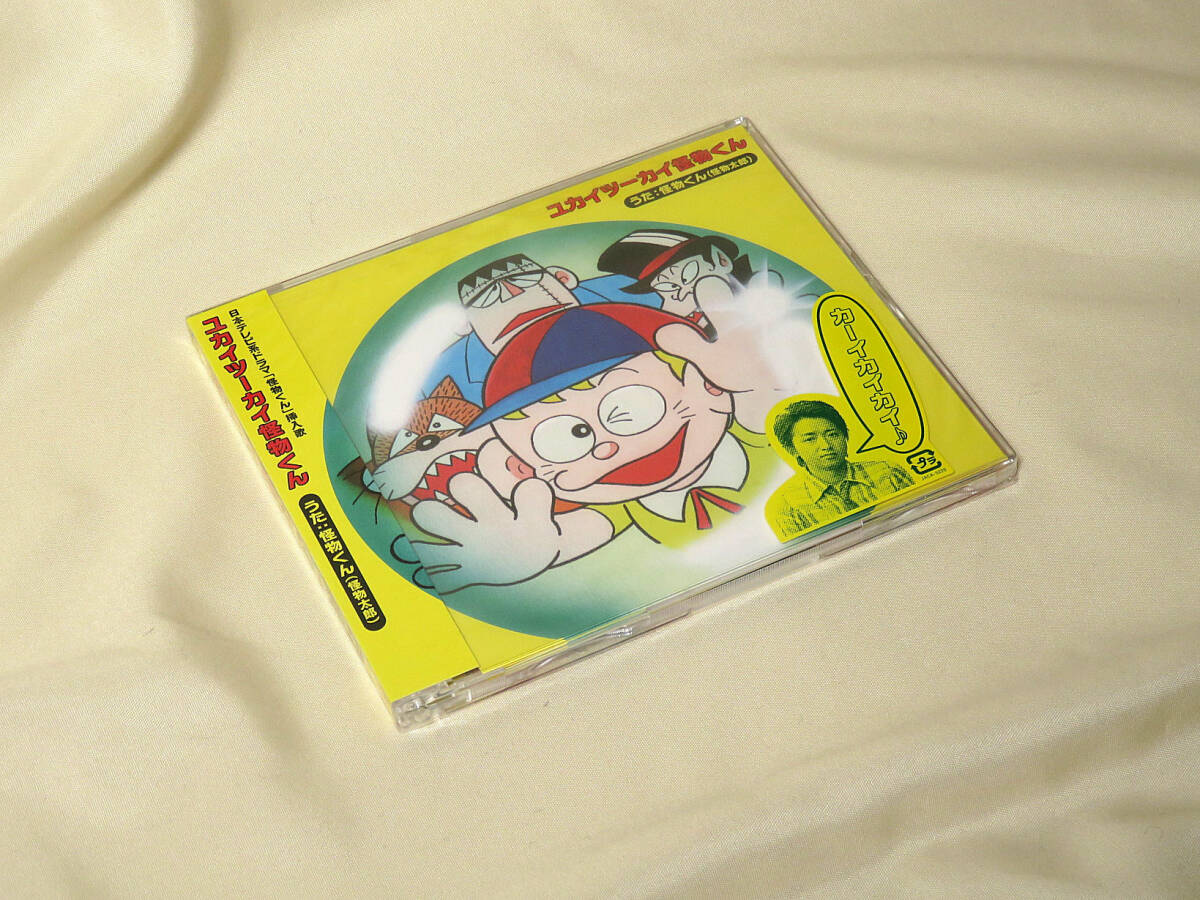 日本テレビ系ドラマ「怪物くん」挿入歌
ユカイツーカイ怪物くん
うた:怪物くん(怪物太郎)
ユカイツーカイ怪物くん
うた:怪物くん(怪物太郎)
カーイカイカイ♪
プラ